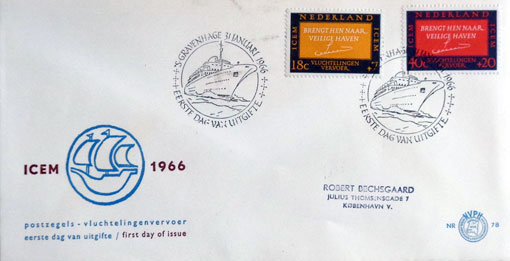 ICEM
NEDERLAND
ICEM
BRENGT HEN NAAR
VEILIGE HAVEN
18c
VLUCHTELINGEN
VERVOER
+7
ICEM
NEDERLAND
ICEM
BRENGT HEN NAAR
VEILIGE HAVEN
40c
VLUCHTELINGEN
VERVOER
+20
'S GRAVENHAGE 31 JANUARI 1966
EERSTE DAG VAN UITGIFTE
1966
EERSTE DAG VAN UITGIFTE
ICEM 1966
postzegels - vluchtelingenvervoer
eerste dag van uitgifte / first day of issue
ROBERT BECHSGAARD
JULIUS THOMSENSGADE 7
KØBENHAVN V.
NR NVPH 78